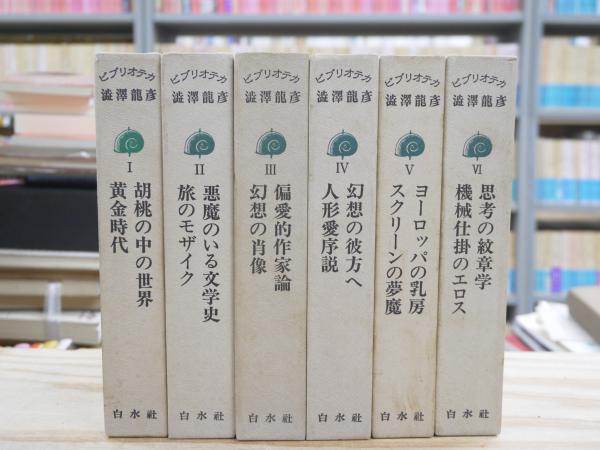 ビブリオテカ
澁澤龍彦
I
胡桃の中の世界
黄金時代
白水社
ビブリオテカ
澁澤龍彦
II
悪魔のいる文学史
旅のモザイク
白水社
ビブリオテカ
澁澤龍彦
III
偏愛的作家論
幻想の肖像
白水社
ビブリオテカ
澁澤龍彦
IV
幻想の彼方へ
人形愛序説
白水社
ビブリオテカ
澁澤龍彦
V
ヨーロッパの乳房
スクリーンの夢魔
白水社
ビブリオテカ
澁澤龍彦
VI
思考の紋章学
機械仕掛のエロス
白水社